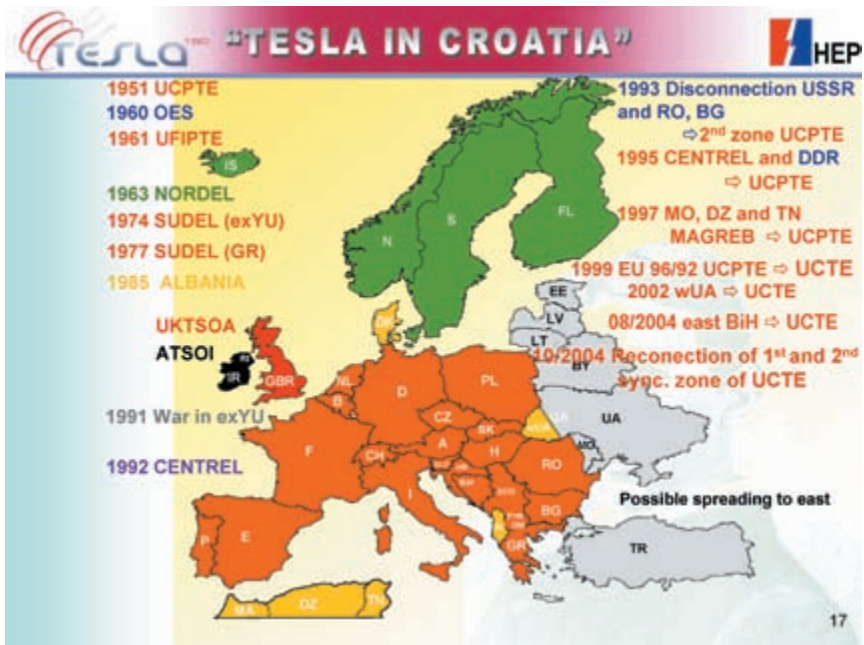 TESLA "TESLA IN CROATIA" HEP
1951 UCPTE
1960 OES
1961 UFIPTE
1963 NORDEL
1974 SUDEL (exYU)
1977 SUDEL (GR)
1985 ALBANIA
UKTSOA
ATSOI
1991 War in exYU
1992 CENTREL
1993 Disconnection USSR
and RO, BG
⇨2nd zone UCPTE
1995 CENTREL and DDR
⇨ UCPTE
1997 MO, DZ and TN
MAGREB ⇨ UCPTE
1999 EU 96/92 UCPTE ⇨ UCTE
2002 wUA ⇨ UCTE
08/2004 east BiH ⇨ UCTE
10/2004 Reconection of 1st and 2nd
sync. zone of UCTE
IS
N
S
FL
EE
LV
LT
BY
IR
GBR
NL
B
D
PL
CZ
SK
UA
UA
MO
F
CH
A
H
RO
I
BG
P
E
GR
TR
MA
DZ
TN
Possible spreading to east
17